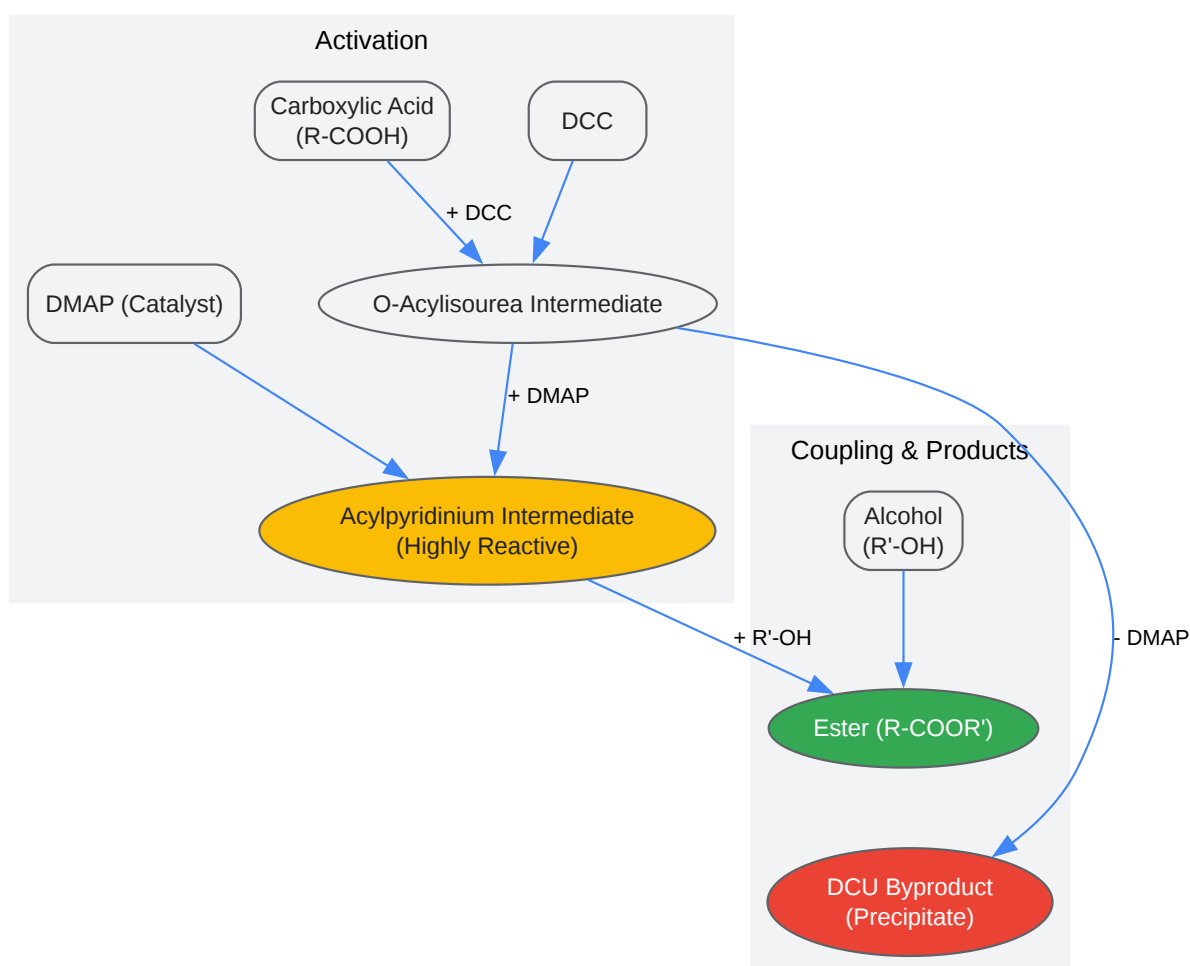 Activation
Carboxylic Acid
(R-COOH)
DCC
+ DCC
DMAP (Catalyst)
O-Acylisourea Intermediate
+ DMAP
Coupling & Products
Acylpyridinium Intermediate
(Highly Reactive)
Alcohol
(R'-OH)
+ R'-OH
- DMAP
Ester (R-COOR')
DCU Byproduct
(Precipitate)